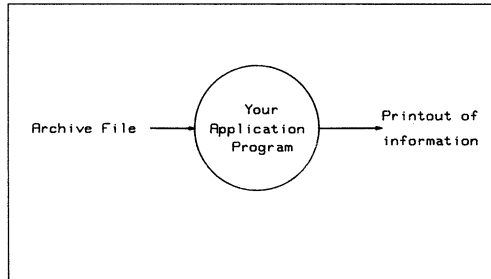 Archive File
Your
Application
Program
Printout of
information